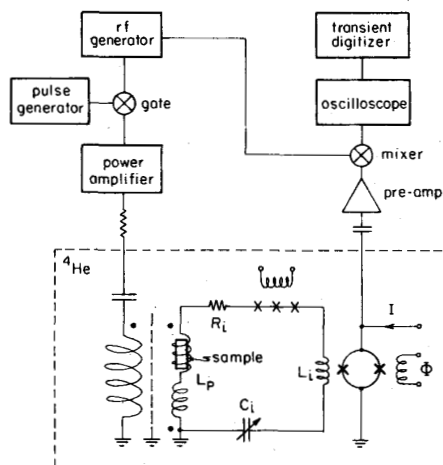 rf
generator
transient
digitizer
pulse
generator
gate
oscilloscope
mixer
power
amplifier
pre-amp
⁴He
I
R_i
sample
L_p
L_i
Φ
C_i